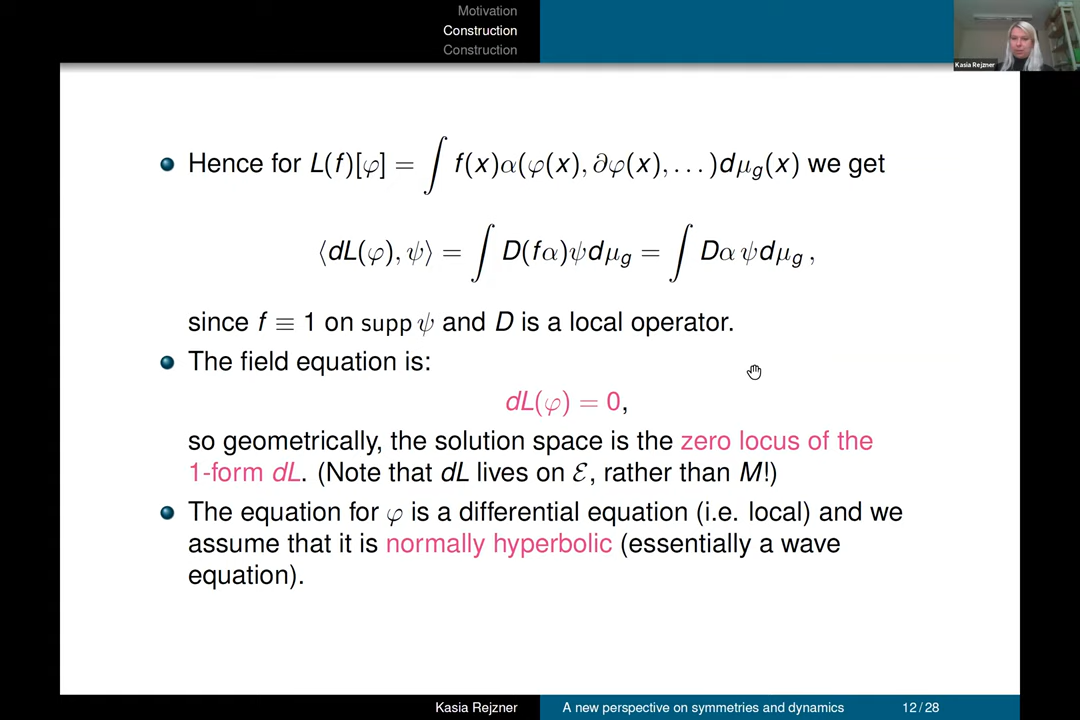 Motivation
Construction
Construction
Kasia Rejzner
Hence for L(f)[φ] = ∫ f(x)α(φ(x), ∂φ(x), . . . )dμ_g(x) we get
⟨dL(φ), ψ⟩ = ∫ D(fα)ψdμ_g = ∫ Dα ψdμ_g ,
since f ≡ 1 on supp ψ and D is a local operator.
The field equation is:
dL(φ) = 0,
so geometrically, the solution space is the zero locus of the
1-form dL. (Note that dL lives on ℰ, rather than M!)
The equation for φ is a differential equation (i.e. local) and we
assume that it is normally hyperbolic (essentially a wave
equation).
Kasia Rejzner
A new perspective on symmetries and dynamics
12 / 28